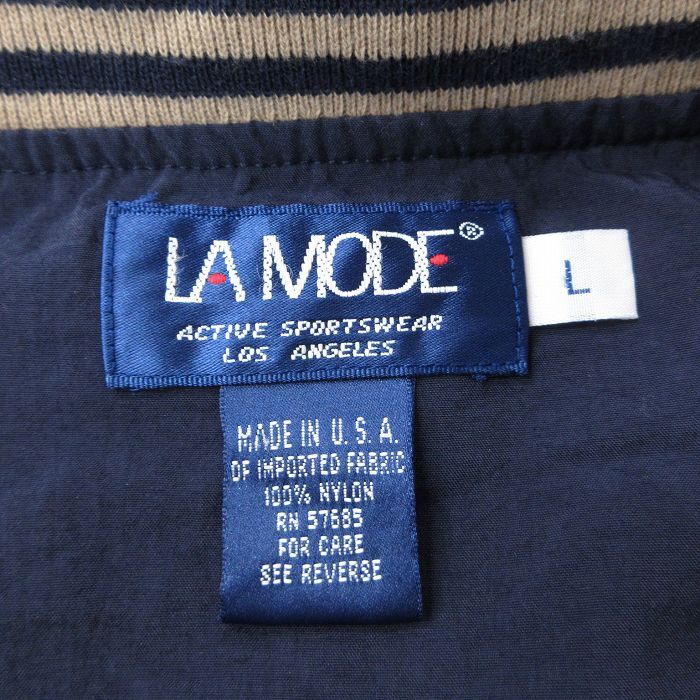 LA MODE®
L
ACTIVE SPORTSWEAR
LOS ANGELES
MADE IN U.S.A.
OF IMPORTED FABRIC
100% NYLON
RN 57685
FOR CARE
SEE REVERSE